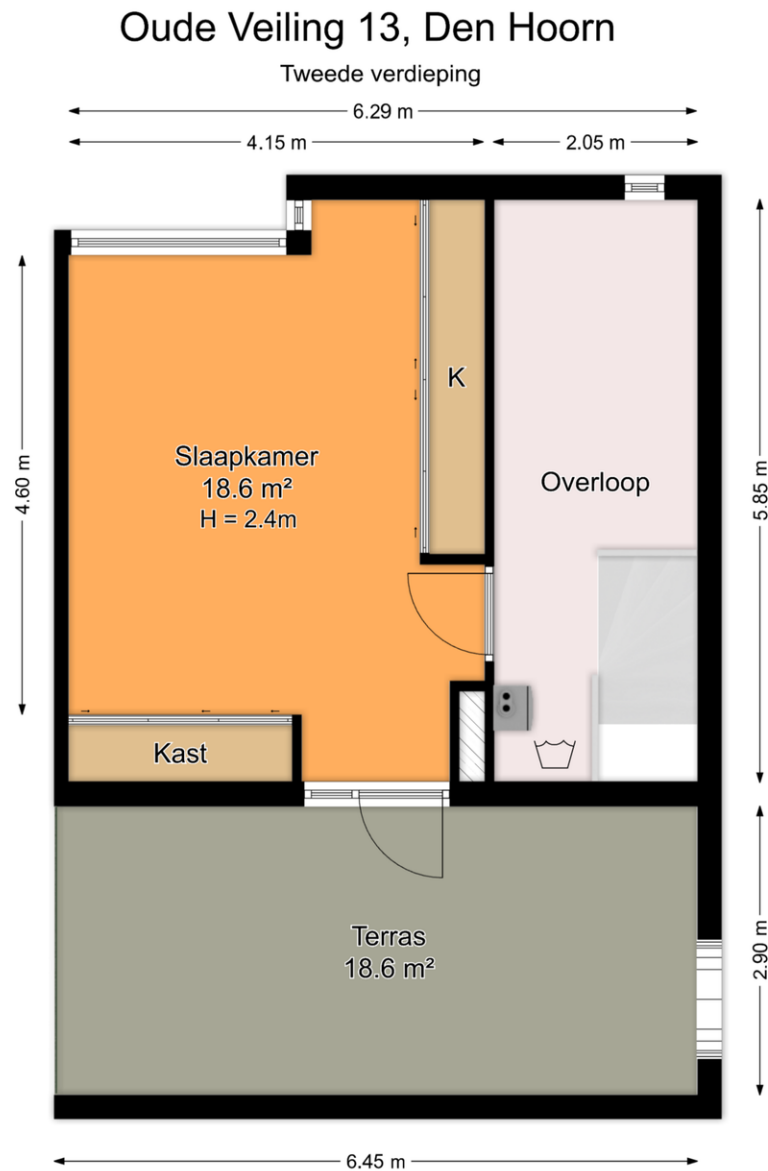 Oude Veiling 13, Den Hoorn
Tweede verdieping
6.29 m
4.15 m
2.05 m
4.60 m
5.85 m
K
Slaapkamer
18.6 m²
H = 2.4m
Overloop
Kast
Terras
18.6 m²
2.90 m
6.45 m